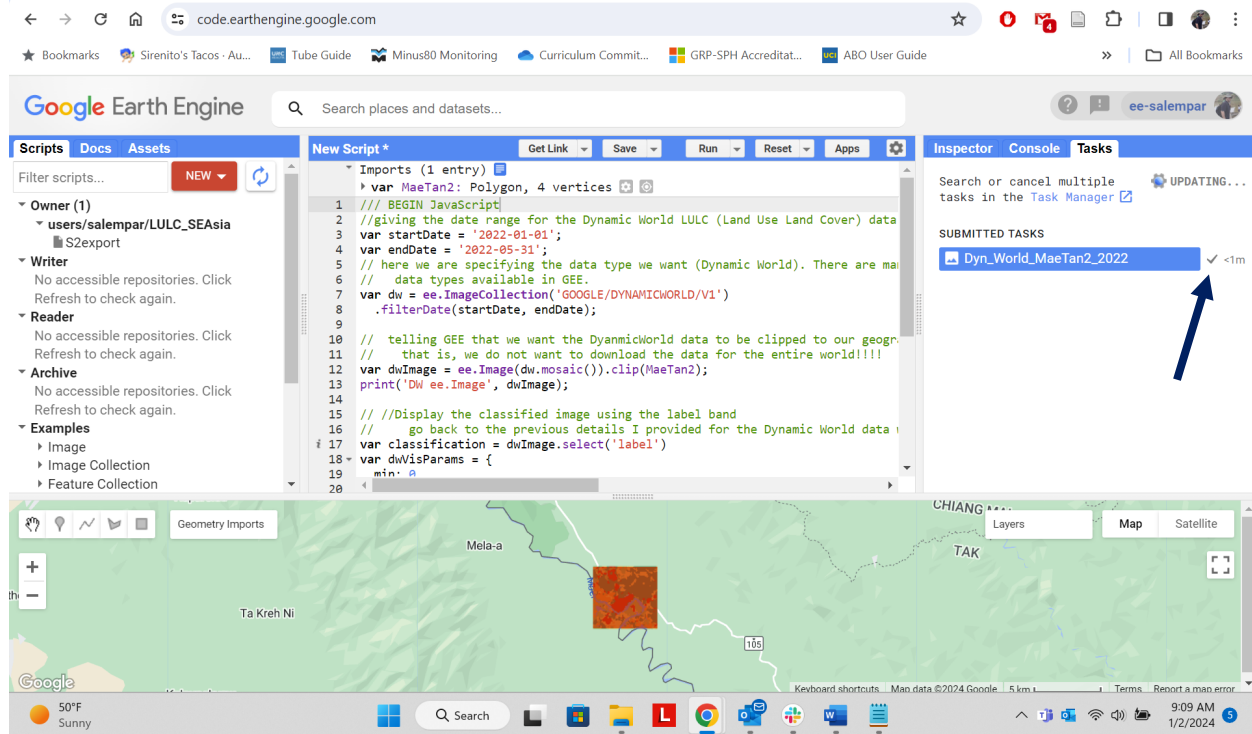 code.earthengine.google.com
4
Bookmarks
Sirenito's Tacos · Au...
Tube Guide
Minus80 Monitoring
Curriculum Commit...
GRP-SPH Accreditat...
UCI
ABO User Guide
»
All Bookmarks
Google Earth Engine
Search places and datasets...
ee-salempar
Scripts Docs Assets
Filter scripts...
NEW
Owner (1)
users/salempar/LULC_SEAsia
S2export
Writer
No accessible repositories. Click
Refresh to check again.
Reader
No accessible repositories. Click
Refresh to check again.
Archive
No accessible repositories. Click
Refresh to check again.
Examples
Image
Image Collection
Feature Collection
New Script *
Get Link
Save
Run
Reset
Apps
Imports (1 entry)
var MaeTan2: Polygon, 4 vertices
1 /// BEGIN JavaScript
2 //giving the date range for the Dynamic World LULC (Land Use Land Cover) data
3 var startDate = '2022-01-01';
4 var endDate = '2022-05-31';
5 // here we are specifying the data type we want (Dynamic World). There are ma
6 //   data types available in GEE.
7 var dw = ee.ImageCollection('GOOGLE/DYNAMICWORLD/V1')
8   .filterDate(startDate, endDate);
9
10 //  telling GEE that we want the DyanmicWorld data to be clipped to our geogr
11 //    that is, we do not want to download the data for the entire world!!!!
12 var dwImage = ee.Image(dw.mosaic()).clip(MaeTan2);
13 print('DW ee.Image', dwImage);
14
15 // //Display the classified image using the label band
16 //     go back to the previous details I provided for the Dynamic World data
i 17 var classification = dwImage.select('label')
18 var dwVisParams = {
19   min: 0
20
Inspector Console Tasks
Search or cancel multiple
tasks in the Task Manager
UPDATING...
SUBMITTED TASKS
Dyn_World_MaeTan2_2022
<1m
Geometry Imports
Mela-a
Ta Kreh Ni
105
TAK
Layers
Map
Satellite
+
−
Google
Keyboard shortcuts
Map data ©2024 Google
5 km
Terms
Report a map error
50°F
Sunny
Search
L
9:09 AM
1/2/2024
5